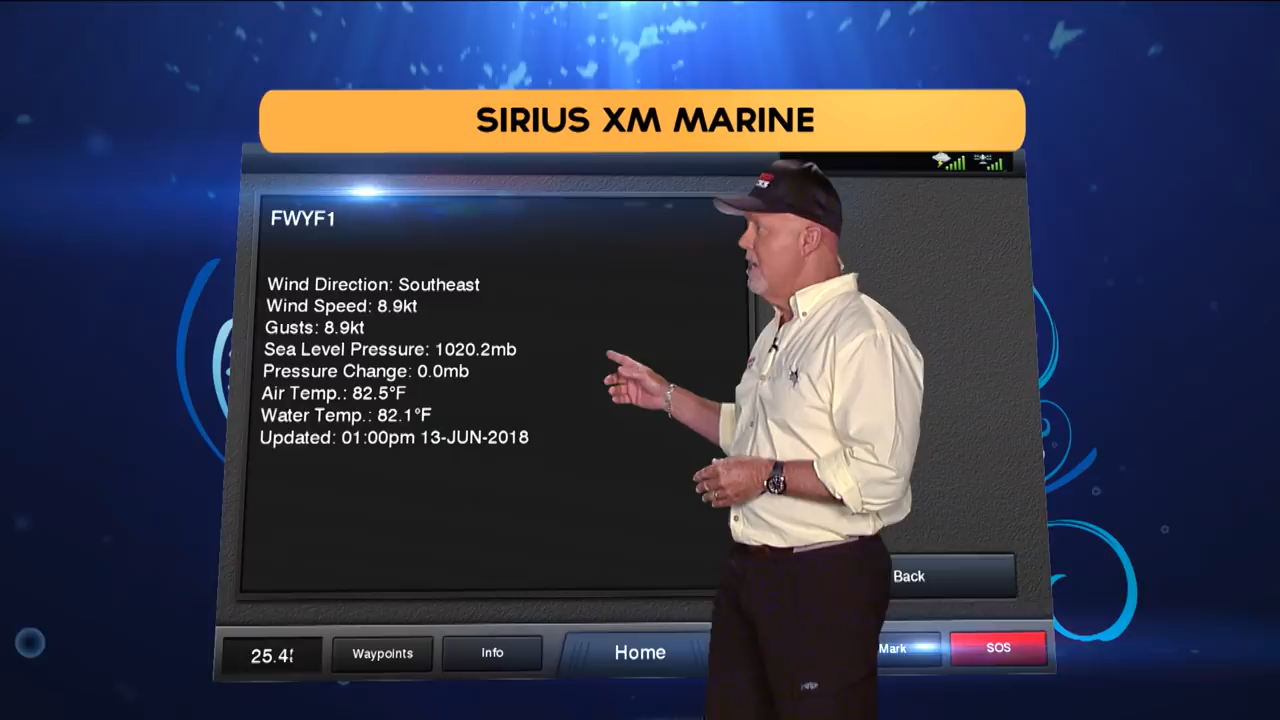 SIRIUS XM MARINE
FWYF1
Wind Direction: Southeast
Wind Speed: 8.9kt
Gusts: 8.9kt
Sea Level Pressure: 1020.2mb
Pressure Change: 0.0mb
Air Temp.: 82.5°F
Water Temp.: 82.1°F
Updated: 01:00pm 13-JUN-2018
Back
25.4
Waypoints
Info
Home
Mark
SOS